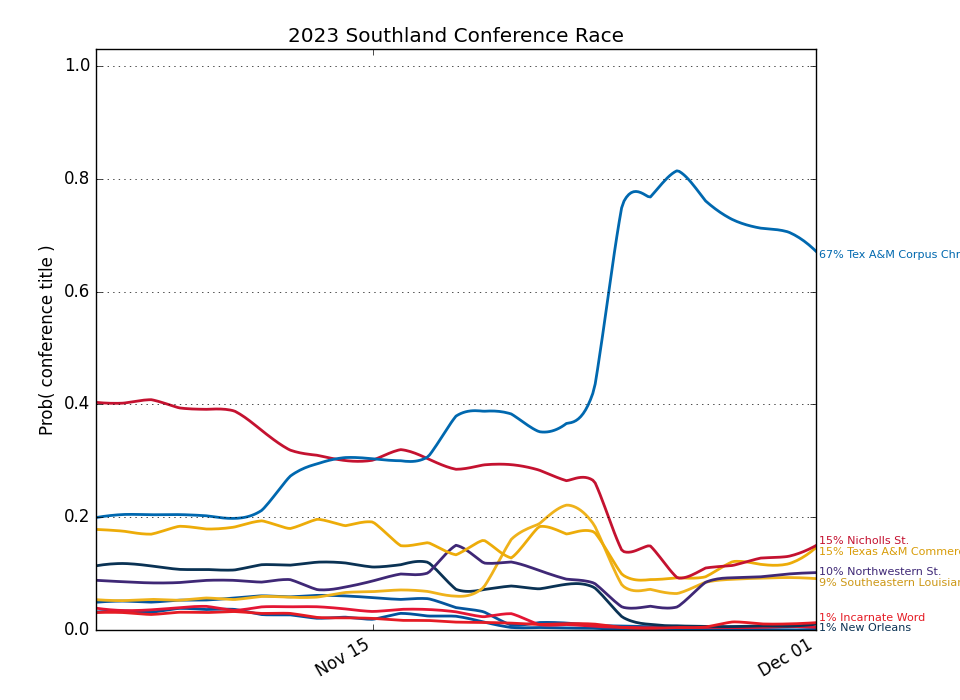 2023 Southland Conference Race
Prob( conference title )
1.0
0.8
0.6
0.4
0.2
0.0
Nov 15
Dec 01
67% Tex A&M Corpus Chr
15% Nicholls St.
15% Texas A&M Commerc
10% Northwestern St.
9% Southeastern Louisian
1% Incarnate Word
1% New Orleans